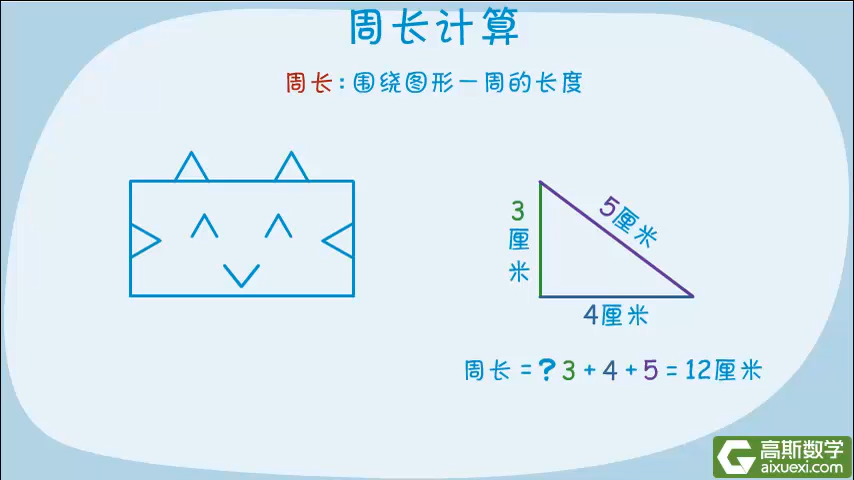 周长计算
周长:围绕图形一周的长度
3厘米
5厘米
4厘米
周长=?3+4+5=12厘米
高斯数学
aixuexi.com